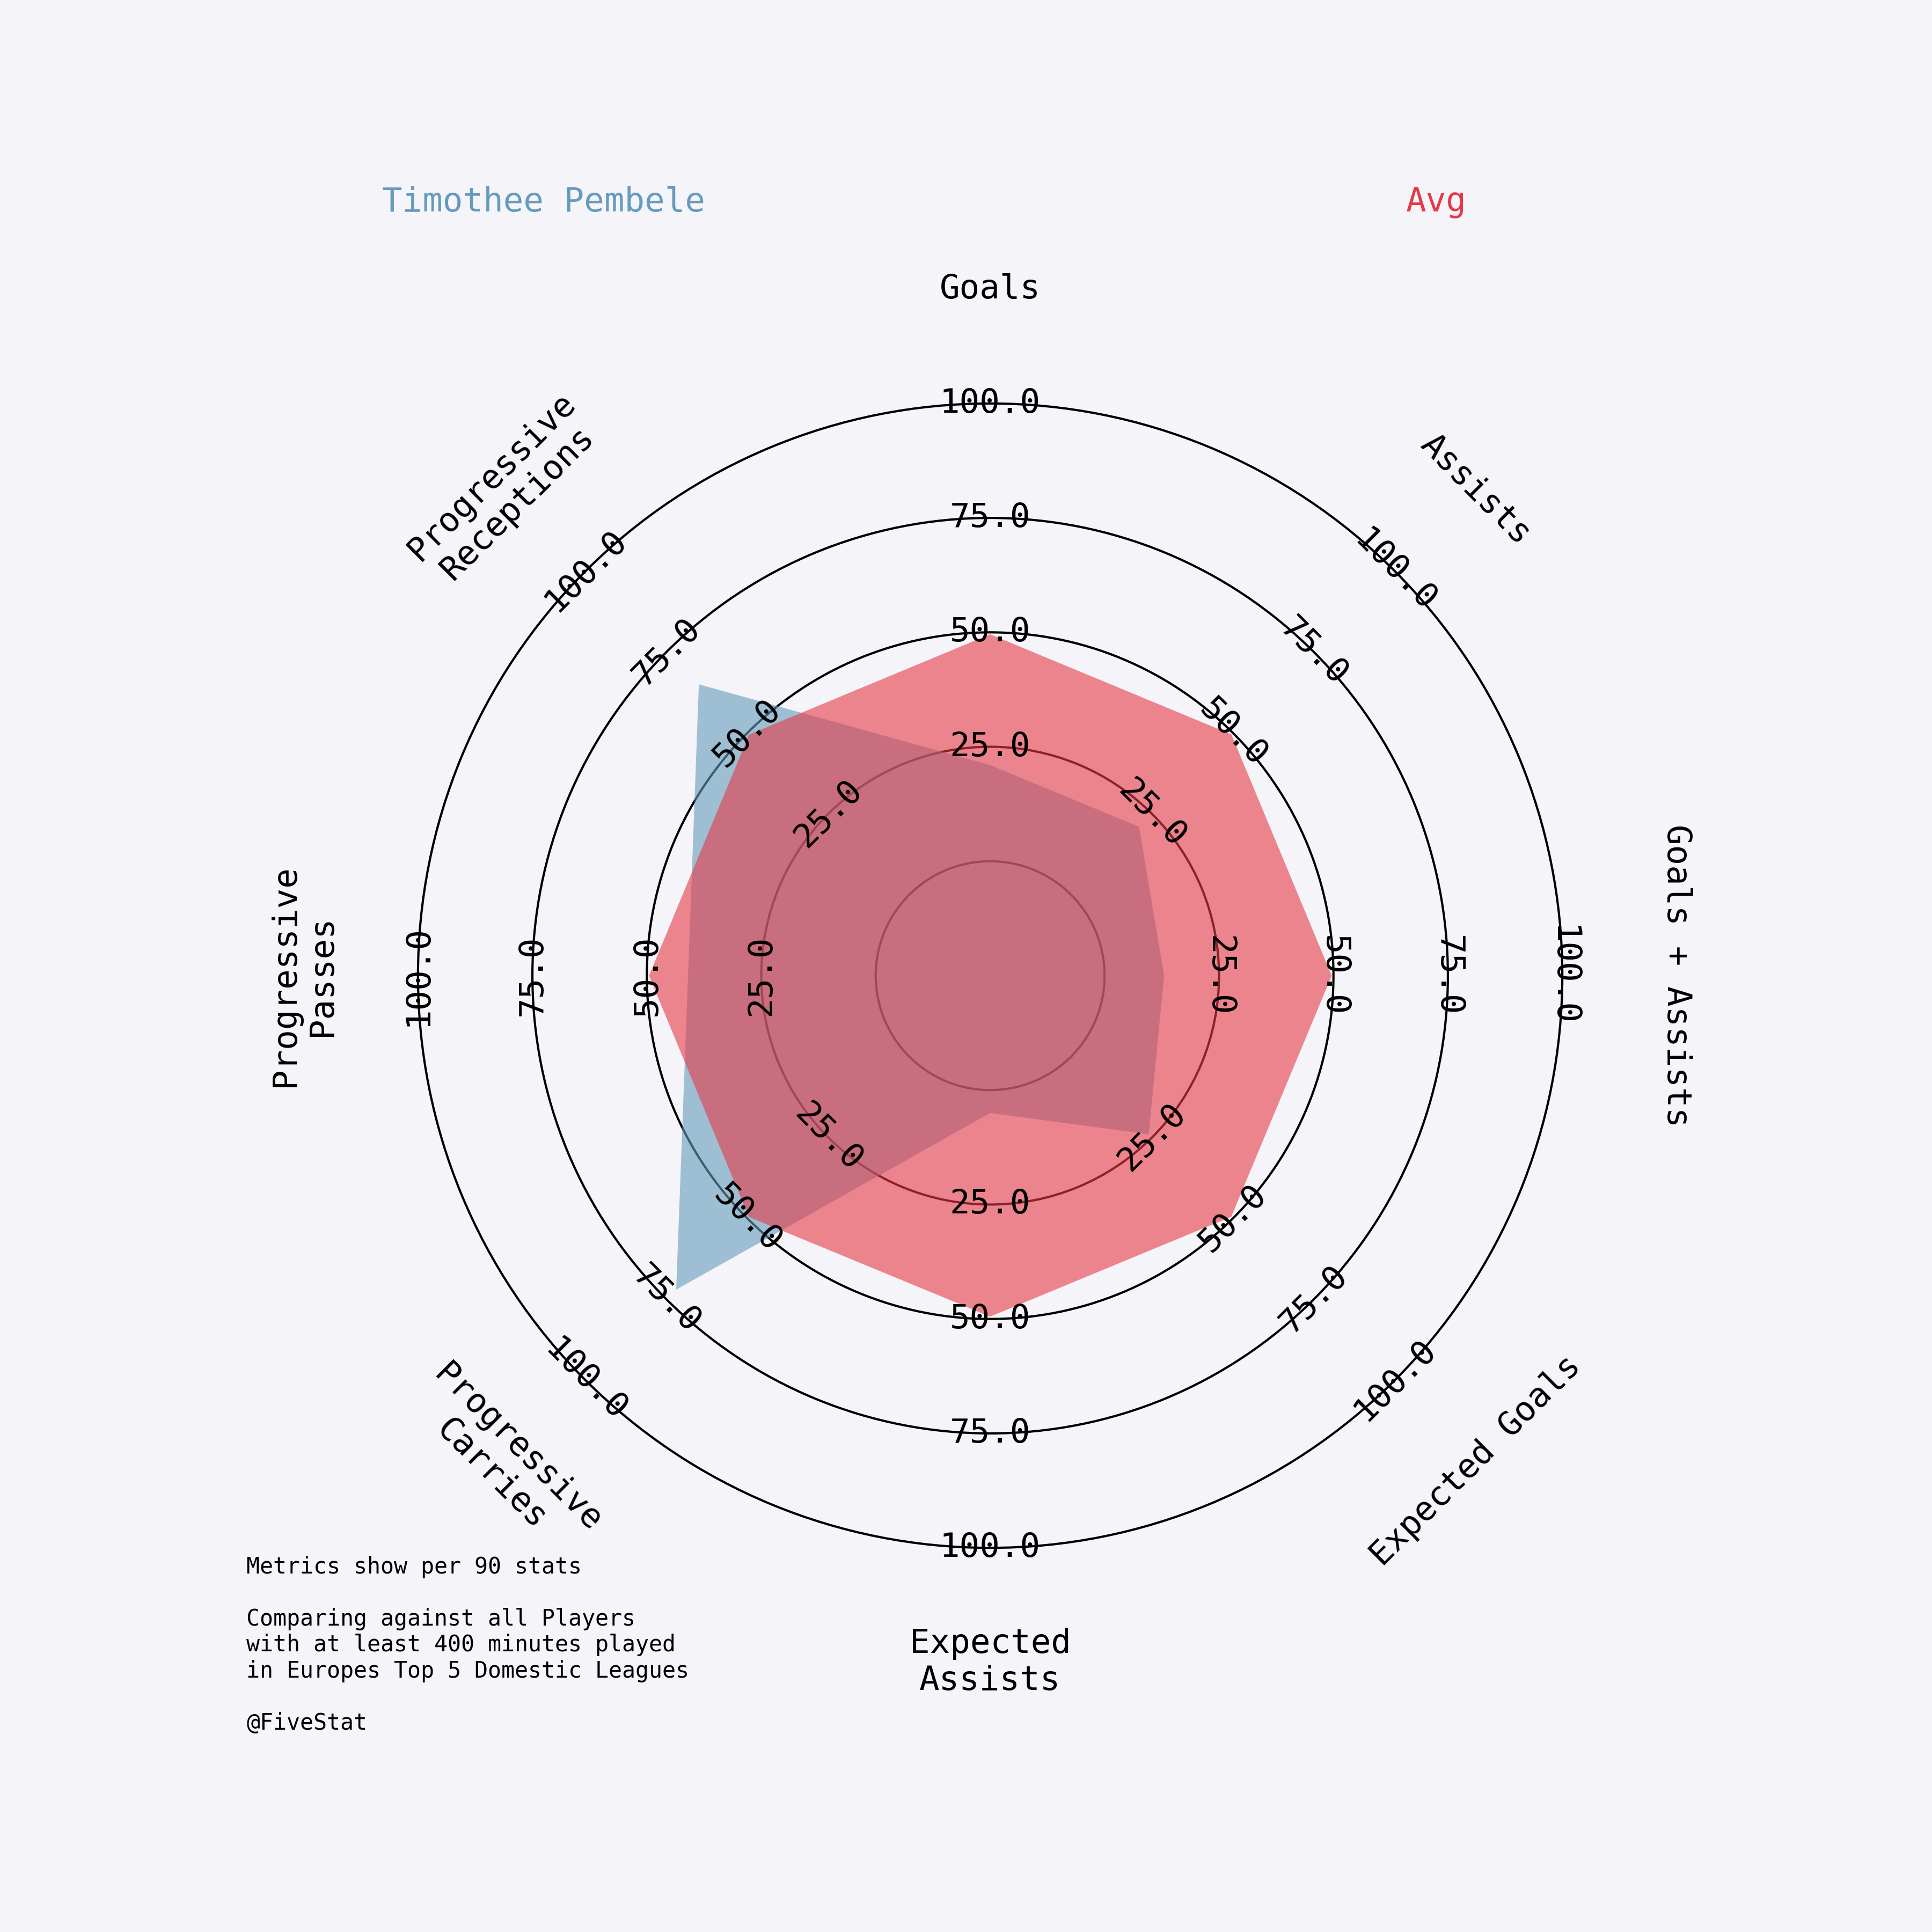 Timothee Pembele
Avg
Goals
Assists
Goals + Assists
Expected Goals
Expected
Assists
Progressive
Carries
Progressive
Passes
Progressive
Receptions
25.0
50.0
75.0
100.0
25.0
50.0
75.0
100.0
25.0
50.0
75.0
100.0
25.0
50.0
75.0
100.0
25.0
50.0
75.0
100.0
25.0
50.0
75.0
100.0
25.0
50.0
75.0
100.0
25.0
50.0
75.0
100.0
Metrics show per 90 stats
Comparing against all Players
with at least 400 minutes played
in Europes Top 5 Domestic Leagues
@FiveStat